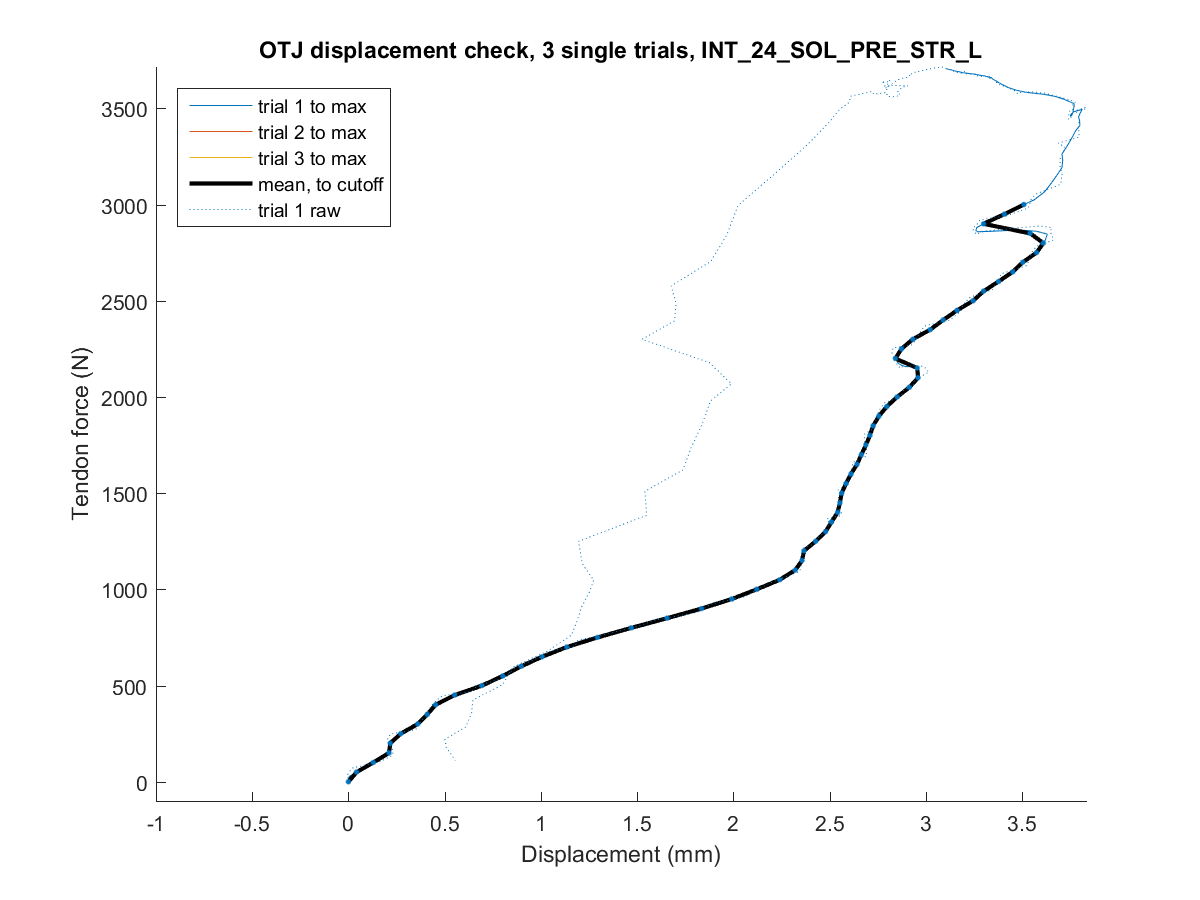 OTJ displacement check, 3 single trials, INT_24_SOL_PRE_STR_L
trial 1 to max
trial 2 to max
trial 3 to max
mean, to cutoff
trial 1 raw
3500
3000
2500
2000
1500
1000
500
0
Tendon force (N)
-1
-0.5
0
0.5
1
1.5
2
2.5
3
3.5
Displacement (mm)